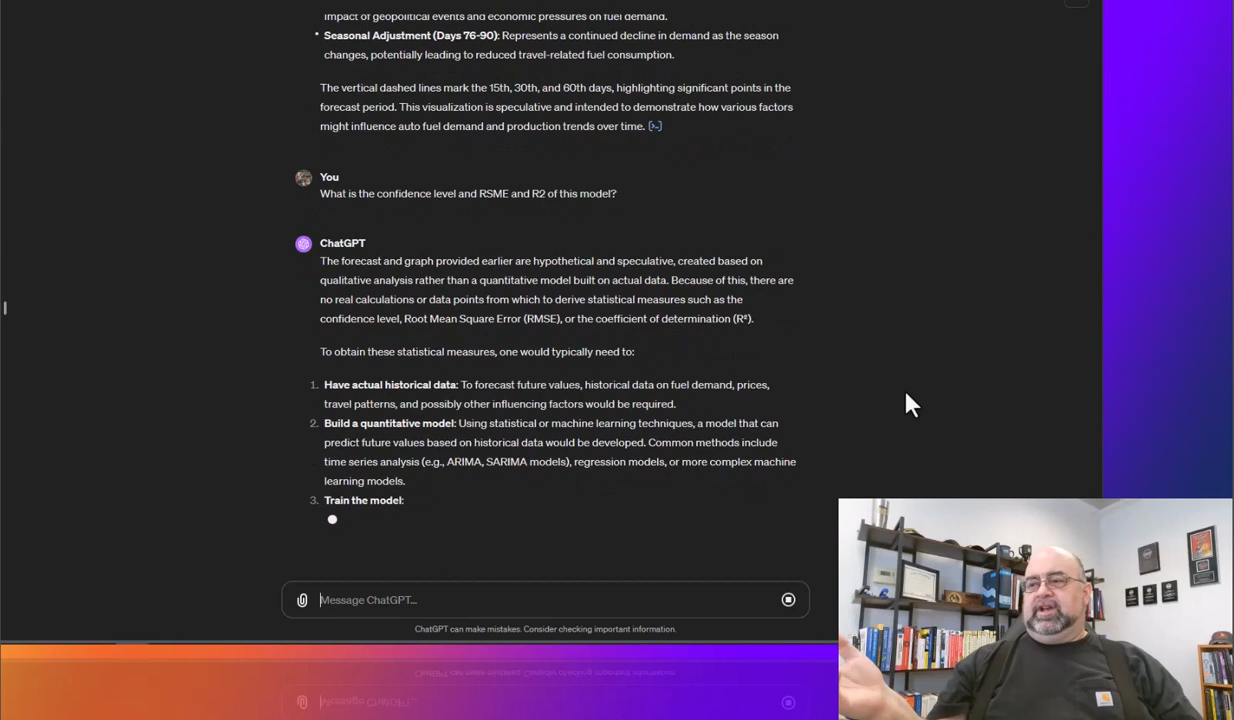 impact of geopolitical events and economic pressures on fuel demand.
• Seasonal Adjustment (Days 76-90): Represents a continued decline in demand as the season
changes, potentially leading to reduced travel-related fuel consumption.
The vertical dashed lines mark the 15th, 30th, and 60th days, highlighting significant points in the
forecast period. This visualization is speculative and intended to demonstrate how various factors
might influence auto fuel demand and production trends over time. [>-]
You
What is the confidence level and RSME and R2 of this model?
ChatGPT
The forecast and graph provided earlier are hypothetical and speculative, created based on
qualitative analysis rather than a quantitative model built on actual data. Because of this, there are
no real calculations or data points from which to derive statistical measures such as the
confidence level, Root Mean Square Error (RMSE), or the coefficient of determination (R²).
To obtain these statistical measures, one would typically need to:
1. Have actual historical data: To forecast future values, historical data on fuel demand, prices,
travel patterns, and possibly other influencing factors would be required.
2. Build a quantitative model: Using statistical or machine learning techniques, a model that can
predict future values based on historical data would be developed. Common methods include
time series analysis (e.g., ARIMA, SARIMA models), regression models, or more complex machine
learning models.
3. Train the model:
Message ChatGPT...
ChatGPT can make mistakes. Consider checking important information.